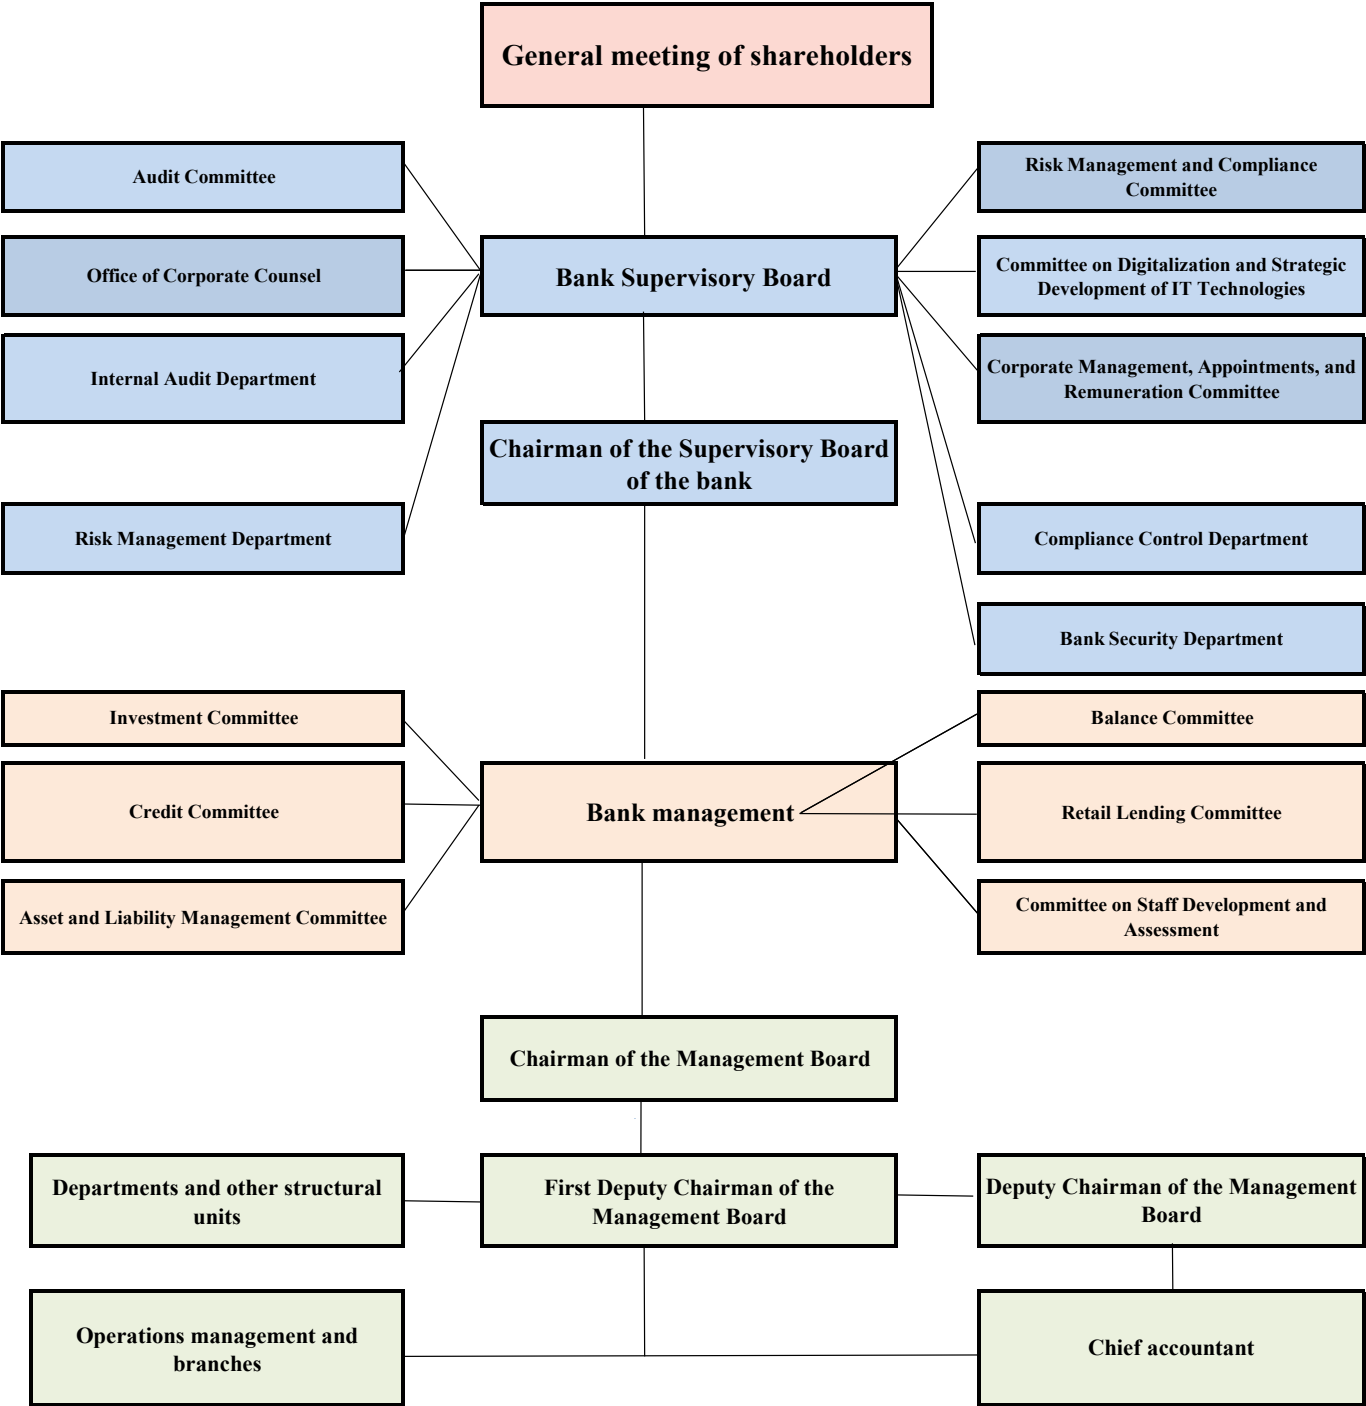 General meeting of shareholders
Audit Committee
Risk Management and Compliance
Committee
Office of Corporate Counsel
Bank Supervisory Board
Committee on Digitalization and Strategic
Development of IT Technologies
Internal Audit Department
Corporate Management, Appointments, and
Remuneration Committee
Chairman of the Supervisory Board
of the bank
Risk Management Department
Compliance Control Department
Bank Security Department
Investment Committee
Balance Committee
Credit Committee
Bank management
Retail Lending Committee
Asset and Liability Management Committee
Committee on Staff Development and
Assessment
Chairman of the Management Board
Departments and other structural
units
First Deputy Chairman of the
Management Board
Deputy Chairman of the Management
Board
Operations management and
branches
Chief accountant